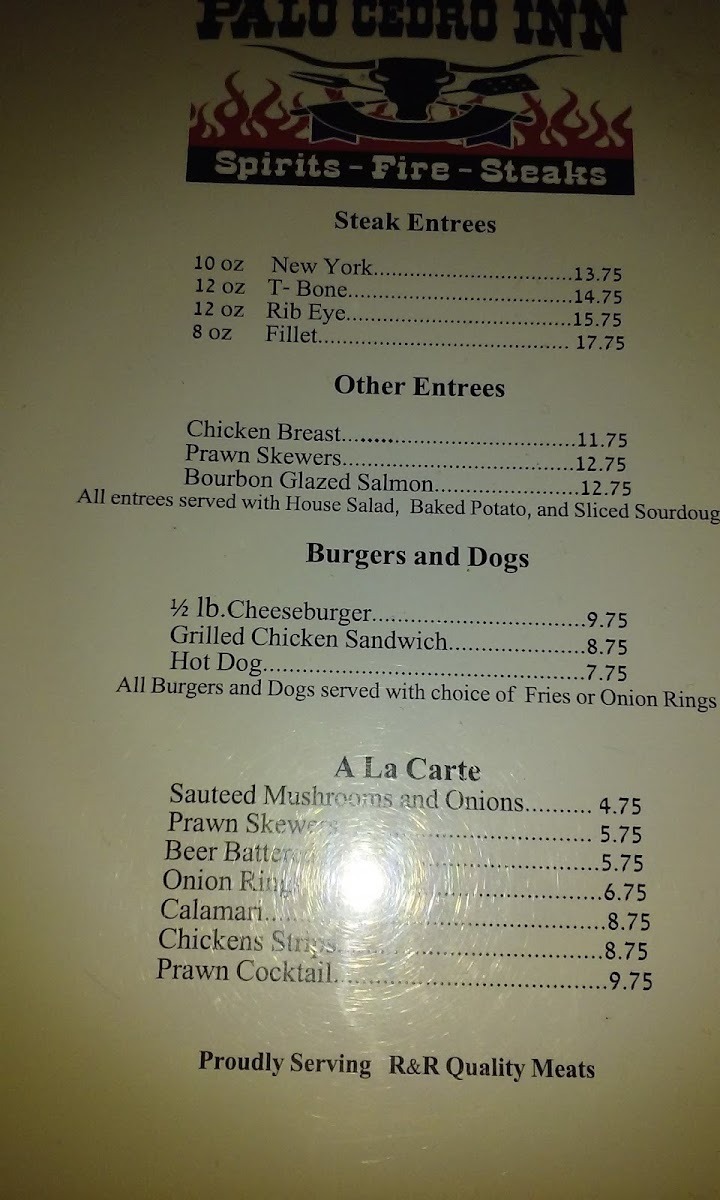 PALO CEDRO INN
Spirits - Fire - Steaks
Steak Entrees
10 oz New York..............................13.75
12 oz T- Bone..................................14.75
12 oz Rib Eye..................................15.75
8 oz Fillet...................................... 17.75
Other Entrees
Chicken Breast...................................11.75
Prawn Skewers...................................12.75
Bourbon Glazed Salmon......................12.75
All entrees served with House Salad, Baked Potato, and Sliced Sourdoug
Burgers and Dogs
½ lb.Cheeseburger................................9.75
Grilled Chicken Sandwich....................8.75
Hot Dog................................................7.75
All Burgers and Dogs served with choice of Fries or Onion Rings
A La Carte
Sauteed Mushrooms and Onions.......... 4.75
Prawn Skewers...................................... 5.75
Beer Battered.......................5.75
Onion Rings........................................6.75
Calamari...............................................8.75
Chickens Strips.....................................8.75
Prawn Cocktail.....................................9.75
Proudly Serving R&R Quality Meats